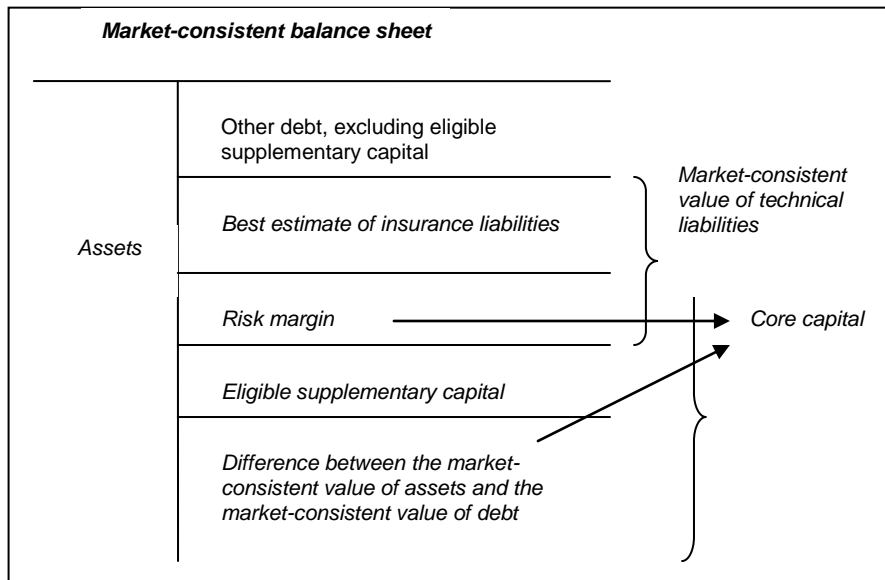 Market-consistent balance sheet
Other debt, excluding eligible
supplementary capital
Market-consistent
value of technical
liabilities
Best estimate of insurance liabilities
Assets
Risk margin
Core capital
Eligible supplementary capital
Difference between the market-
consistent value of assets and the
market-consistent value of debt